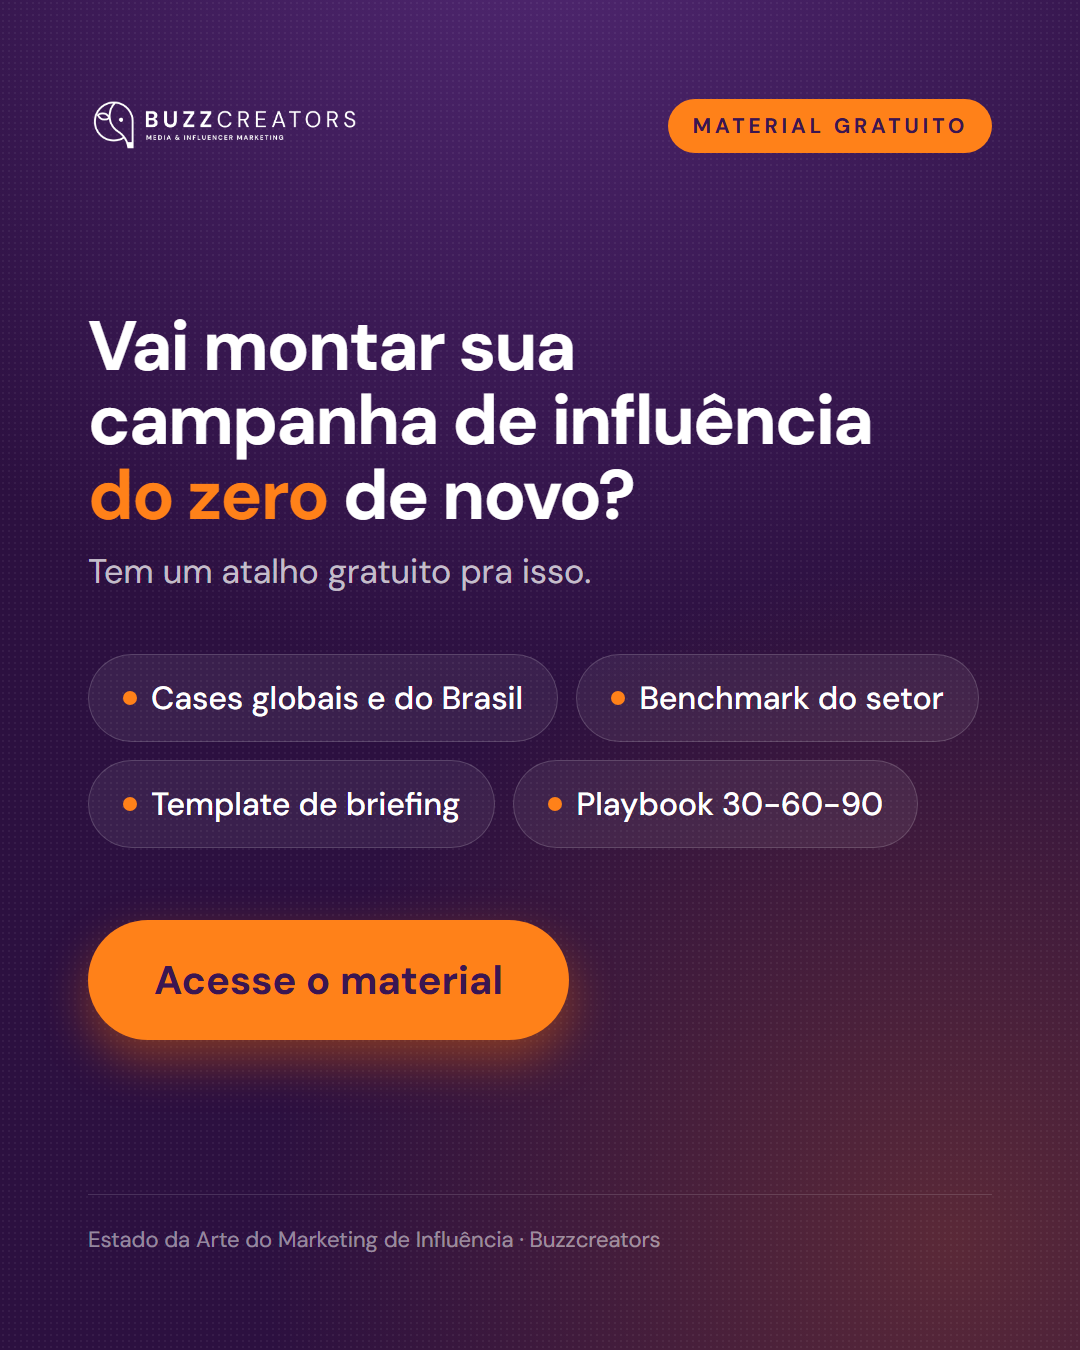 BUZZCREATORS
MEDIA & INFLUENCER MARKETING
MATERIAL GRATUITO
Vai montar sua
campanha de influência
do zero de novo?
Tem um atalho gratuito pra isso.
Cases globais e do Brasil
Benchmark do setor
Template de briefing
Playbook 30-60-90
Acesse o material
Estado da Arte do Marketing de Influência · Buzzcreators